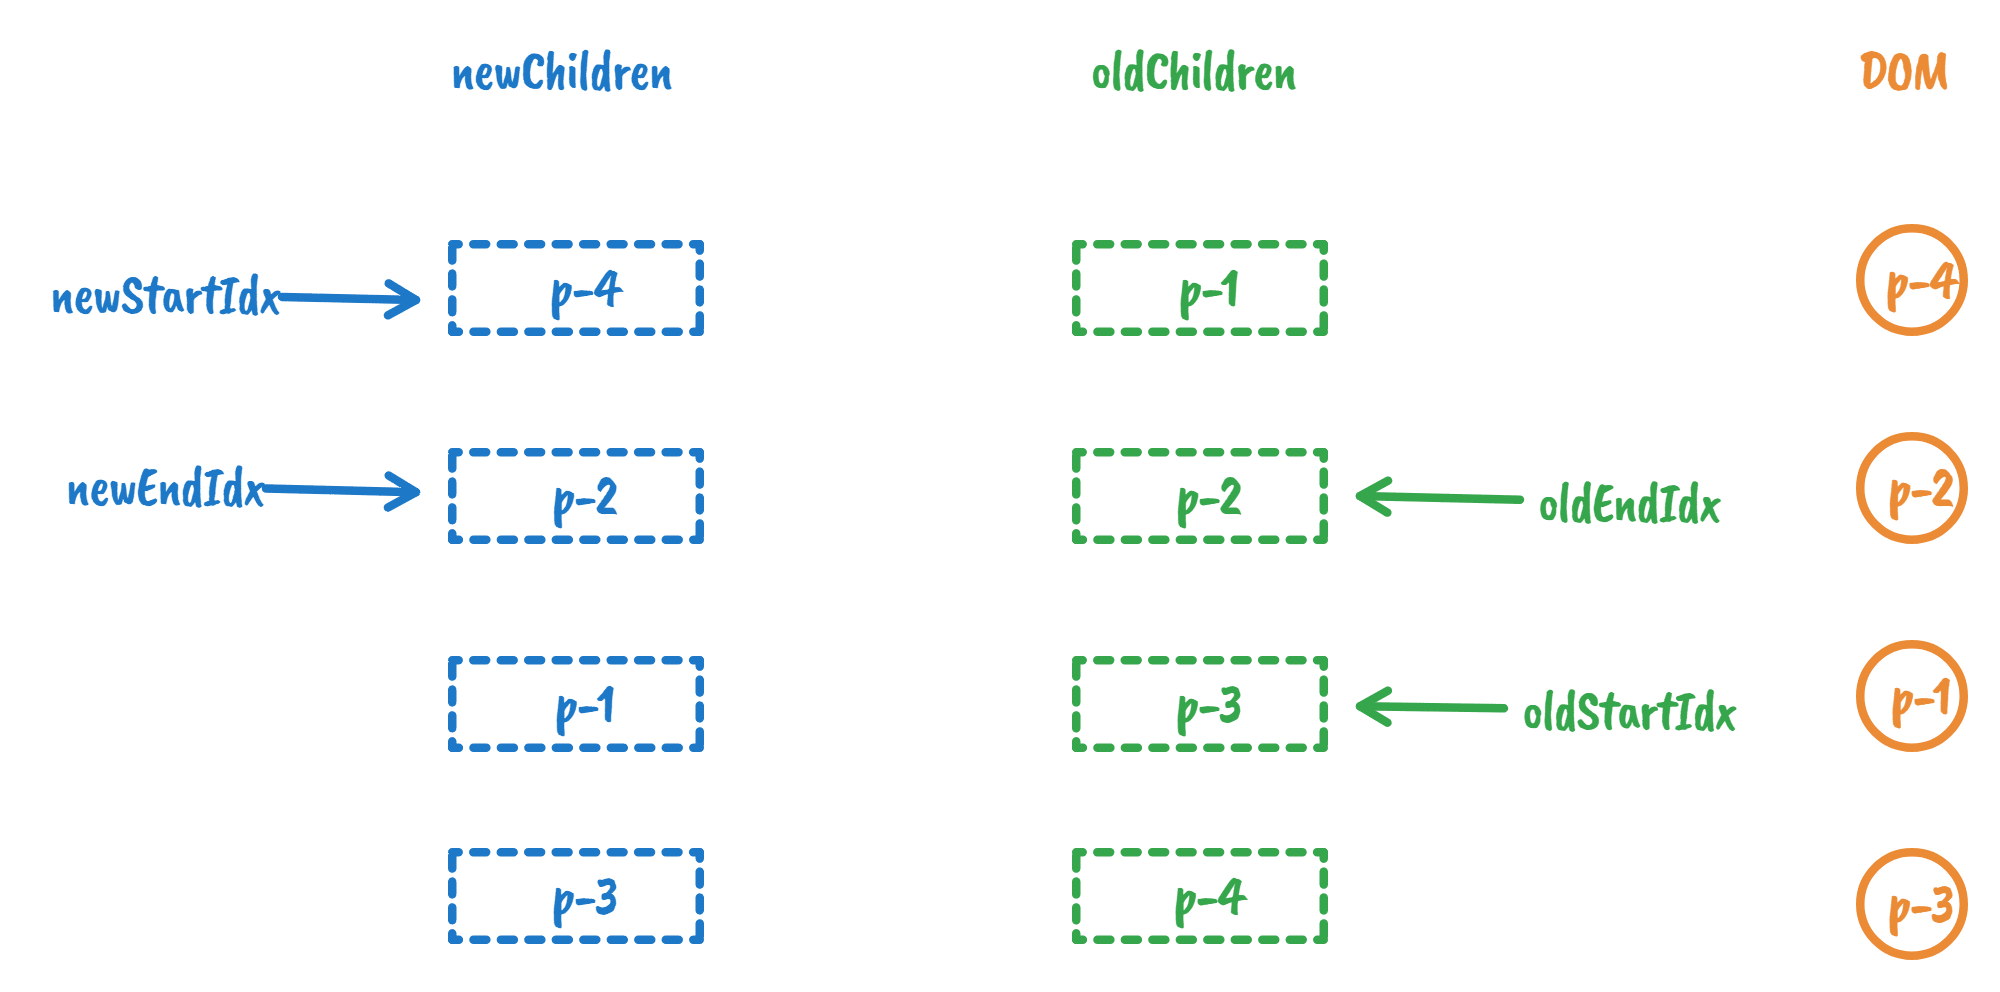 newChildren oldChildren DOM
newStartIdx p-4 p-1 p-4
newEndIdx p-2 p-2 oldEndIdx p-2
p-1 p-3 oldStartIdx p-1
p-3 p-4 p-3